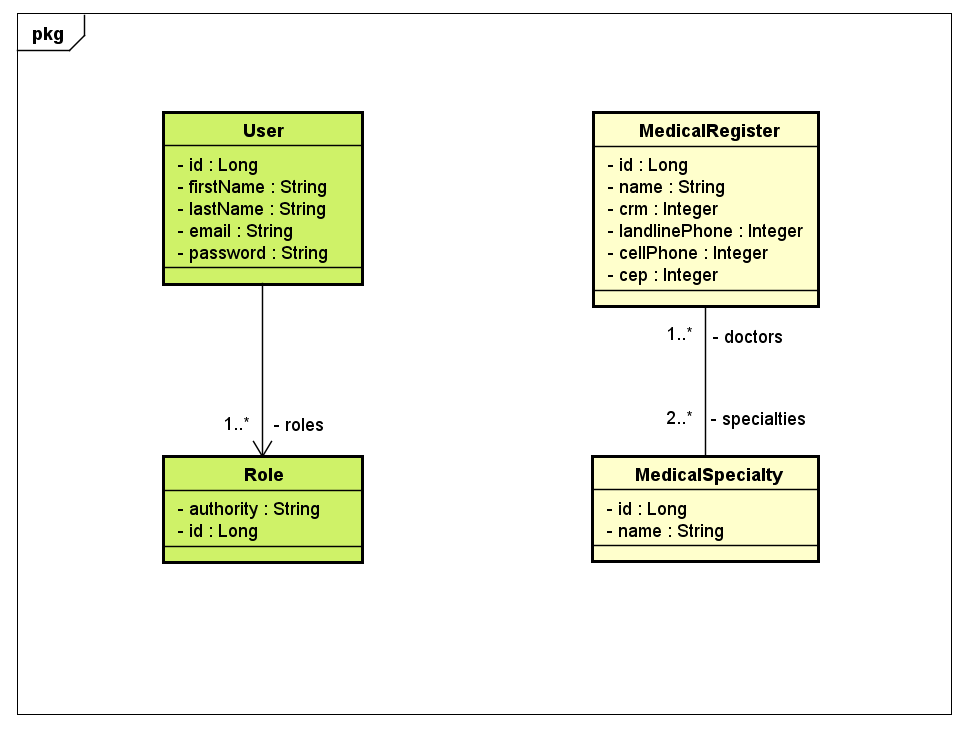 pkg
User
- id : Long
- firstName : String
- lastName : String
- email : String
- password : String
1..* - roles
Role
- authority : String
- id : Long
MedicalRegister
- id : Long
- name : String
- crm : Integer
- landlinePhone : Integer
- cellPhone : Integer
- cep : Integer
1..* - doctors
2..* - specialties
MedicalSpecialty
- id : Long
- name : String